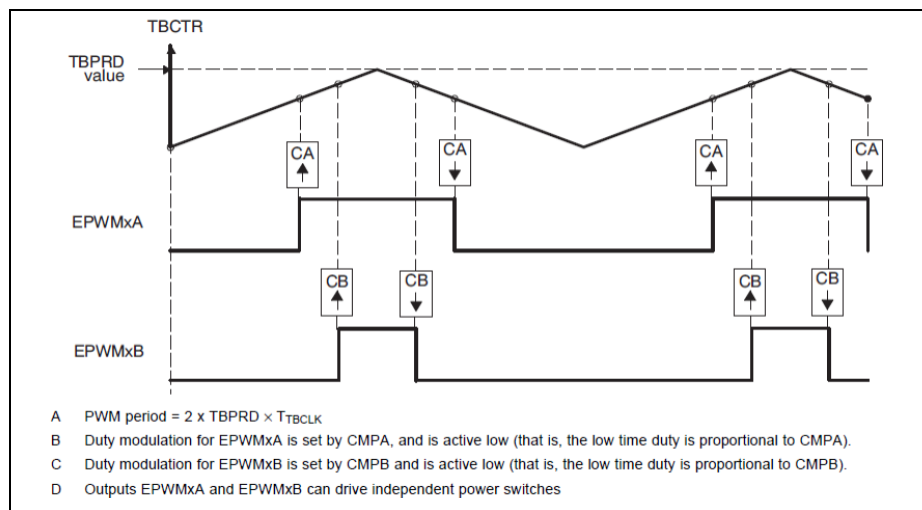 TBCTR
TBPRD
value
CA
CA
CA
CA
EPWMxA
CB
CB
CB
CB
EPWMxB
A PWM period = 2 x TBPRD × TTBCLK
B Duty modulation for EPWMxA is set by CMPA, and is active low (that is, the low time duty is proportional to CMPA).
C Duty modulation for EPWMxB is set by CMPB and is active low (that is, the low time duty is proportional to CMPB).
D Outputs EPWMxA and EPWMxB can drive independent power switches